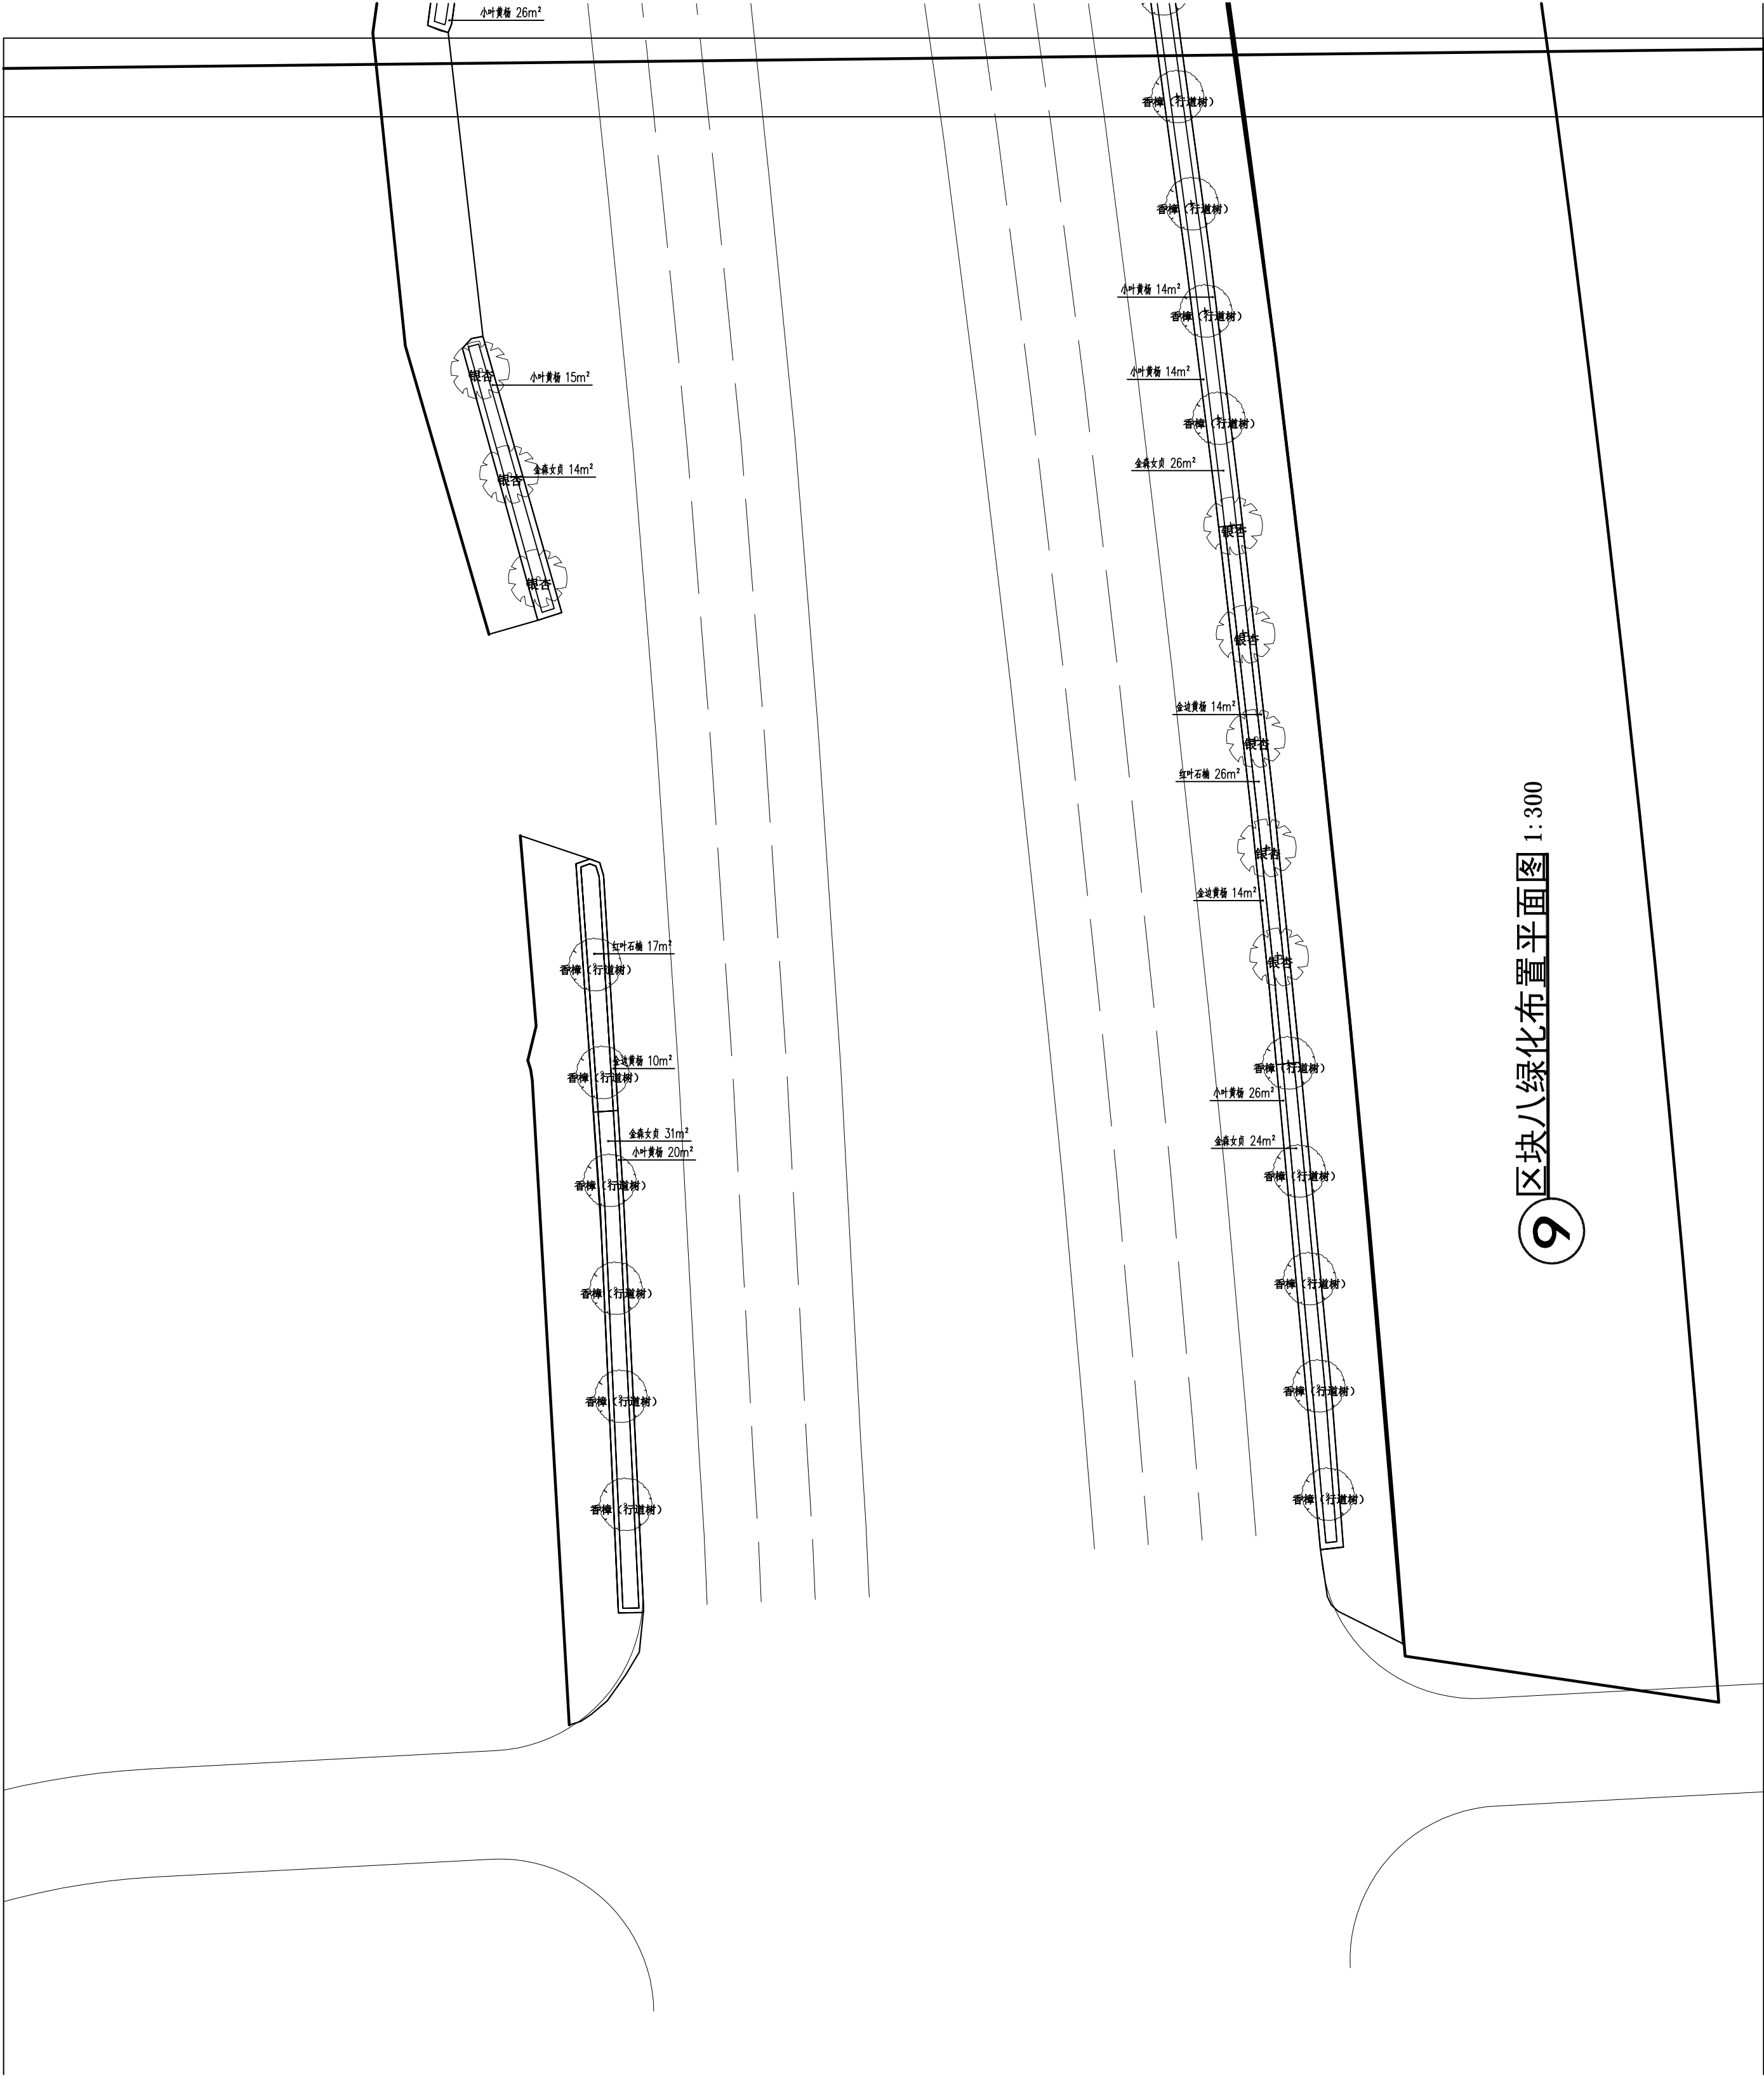 小叶黄杨 26m²
香樟（行道树）
香樟（行道树）
小叶黄杨 14m²
香樟（行道树）
小叶黄杨 14m²
银杏
小叶黄杨 15m²
香樟（行道树）
金森女贞 26m²
金森女贞 14m²
银杏
银杏
银杏
银杏
金边黄杨 14m²
银杏
红叶石楠 26m²
银杏
金边黄杨 14m²
红叶石楠 17m²
香樟（行道树）
银杏
金边黄杨 10m²
香樟（行道树）
香樟（行道树）
小叶黄杨 26m²
金森女贞 31m²
金森女贞 24m²
小叶黄杨 20m²
香樟（行道树）
香樟（行道树）
香樟（行道树）
香樟（行道树）
香樟（行道树）
香樟（行道树）
香樟（行道树）
香樟（行道树）
9 区块八绿化布置平面图 1:300